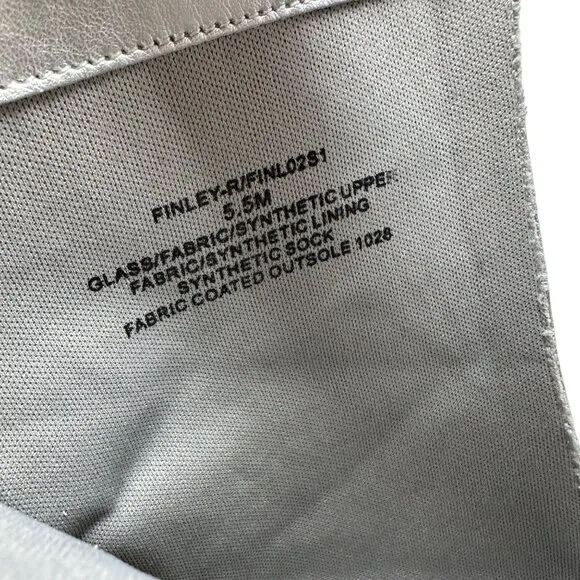 FINLEY-R/FINL02S1
5.5M
GLASS/FABRIC/SYNTHETIC UPPER
FABRIC/SYNTHETIC LINING
SYNTHETIC SOCK
FABRIC COATED OUTSOLE 1028